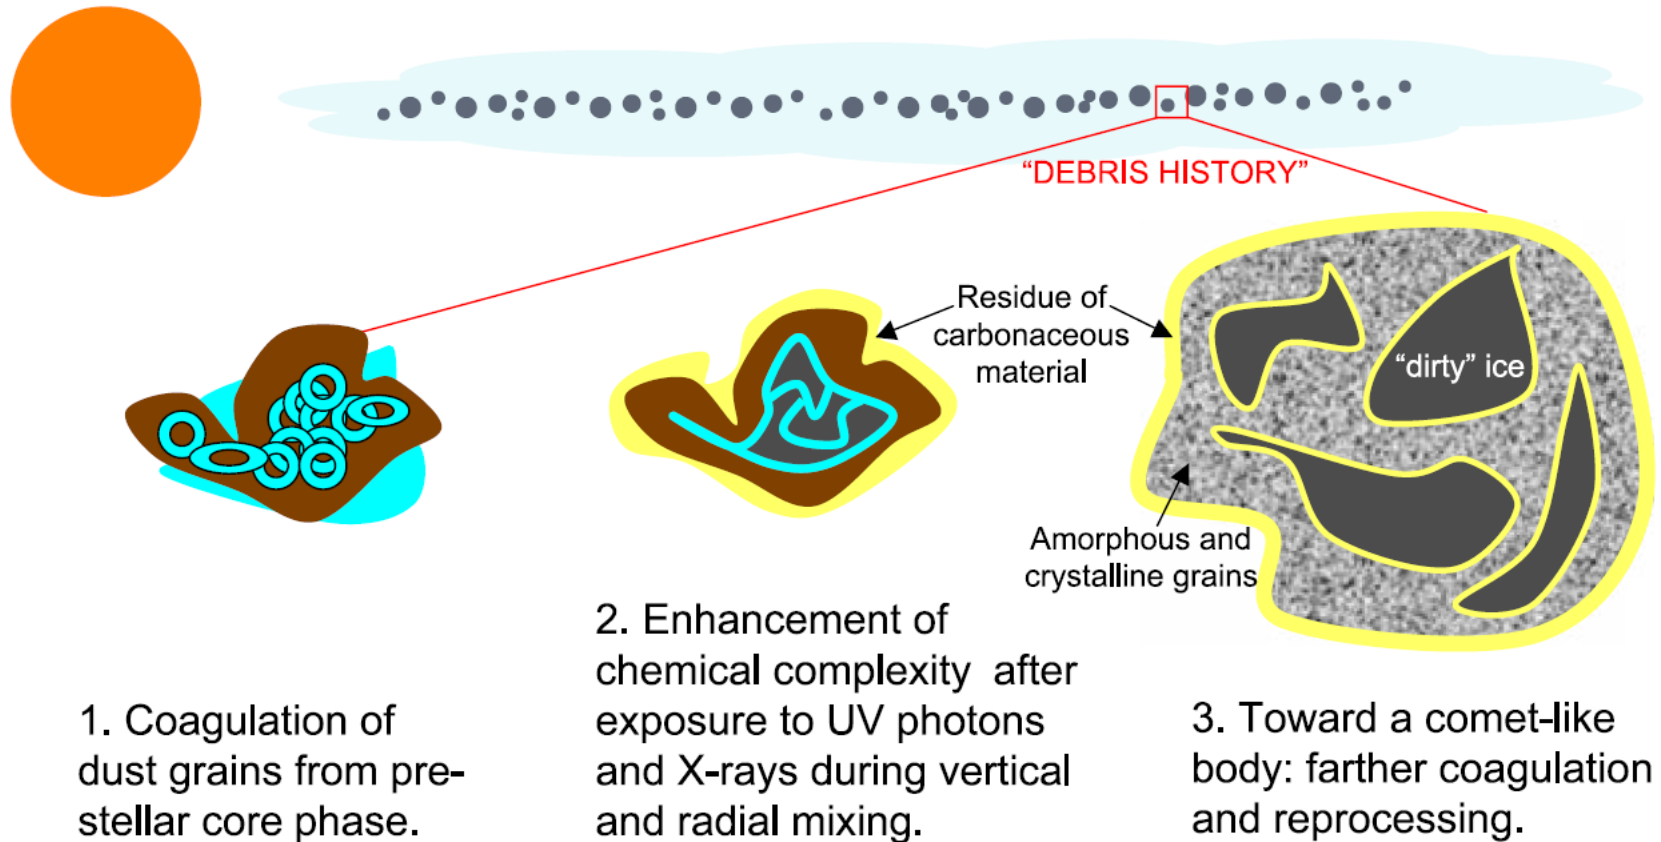 “DEBRIS HISTORY”
Residue of
carbonaceous
material
“dirty” ice
Amorphous and
crystalline grains
1. Coagulation of
dust grains from pre-
stellar core phase.
2. Enhancement of
chemical complexity after
exposure to UV photons
and X-rays during vertical
and radial mixing.
3. Toward a comet-like
body: farther coagulation
and reprocessing.